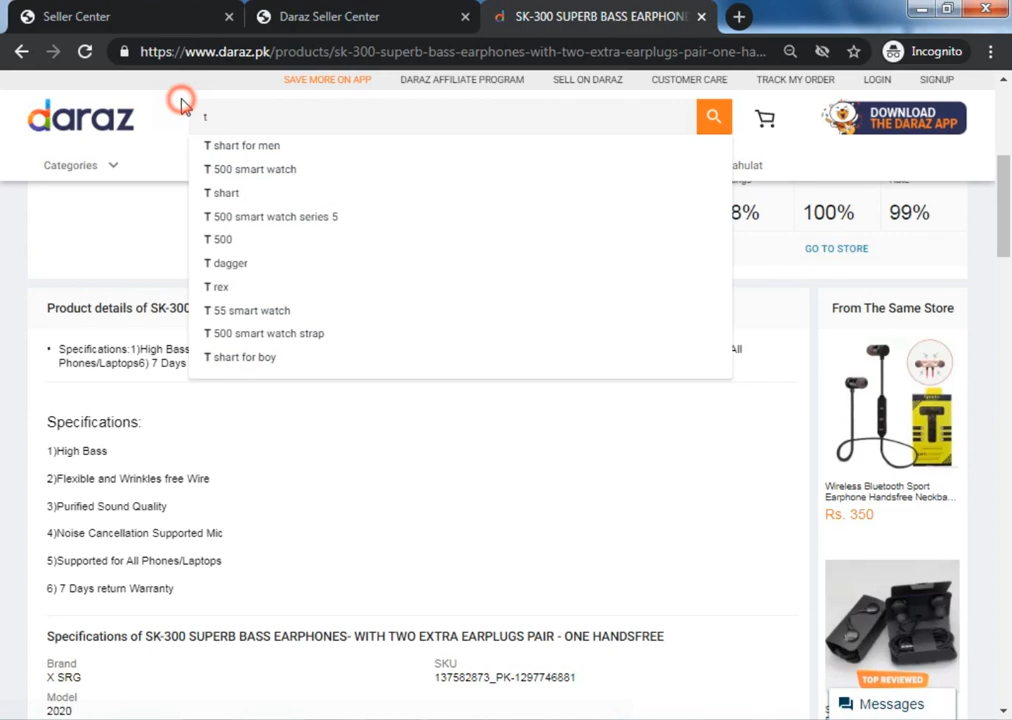 Seller Center
Daraz Seller Center
SK-300 SUPERB BASS EARPHON
https://www.daraz.pk/products/sk-300-superb-bass-earphones-with-two-extra-earplugs-pair-one-ha...
Incognito
SAVE MORE ON APP
DARAZ AFFILIATE PROGRAM
SELL ON DARAZ
CUSTOMER CARE
TRACK MY ORDER
LOGIN
SIGNUP
daraz
t
DOWNLOAD
THE DARAZ APP
Categories
ahulat
T shart for men
T 500 smart watch
T shart
T 500 smart watch series 5
T 500
T dagger
T rex
T 55 smart watch
T 500 smart watch strap
T shart for boy
8%
100%
99%
GO TO STORE
Product details of SK-300
• Specifications:1)High Bass
All
Phones/Laptops6) 7 Days
Specifications:
1)High Bass
2)Flexible and Wrinkles free Wire
3)Purified Sound Quality
4)Noise Cancellation Supported Mic
5)Supported for All Phones/Laptops
6) 7 Days return Warranty
Specifications of SK-300 SUPERB BASS EARPHONES- WITH TWO EXTRA EARPLUGS PAIR - ONE HANDSFREE
Brand
X SRG
SKU
137582873_PK-1297746881
Model
2020
From The Same Store
Wireless Bluetooth Sport
Earphone Handsfree Neckba...
Rs. 350
TOP REVIEWED
Messages